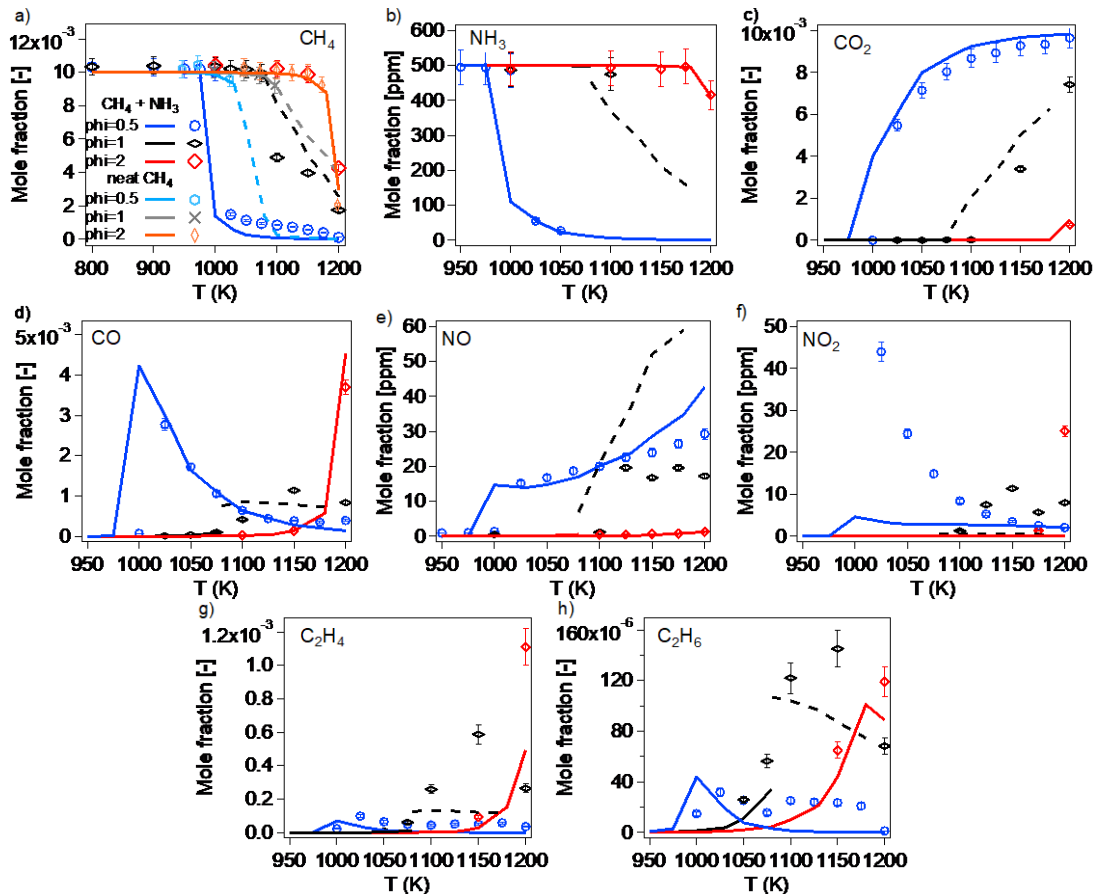 a)
CH4
12x10-3
10
8
6
4
2
0
Mole fraction [-]
CH4 + NH3
phi=0.5
phi=1
phi=2
neat CH4
phi=0.5
phi=1
phi=2
800 900 1000 1100 1200
T (K)
b)
NH3
600
500
400
300
200
100
0
Mole fraction [ppm]
950 1000 1050 1100 1150 1200
T (K)
c)
CO2
10x10-3
8
6
4
2
0
Mole fraction [-]
950 1000 1050 1100 1150 1200
T (K)
d)
CO
5x10-3
4
3
2
1
0
Mole fraction [-]
950 1000 1050 1100 1150 1200
T (K)
e)
NO
60
50
40
30
20
10
0
Mole fraction [ppm]
950 1000 1050 1100 1150 1200
T (K)
f)
NO2
50
40
30
20
10
0
Mole fraction [ppm]
950 1000 1050 1100 1150 1200
T (K)
g)
C2H4
1.2x10-3
1.0
0.8
0.6
0.4
0.2
0.0
Mole fraction [-]
950 1000 1050 1100 1150 1200
T (K)
h)
C2H6
160x10-6
120
80
40
0
Mole fraction [-]
950 1000 1050 1100 1150 1200
T (K)